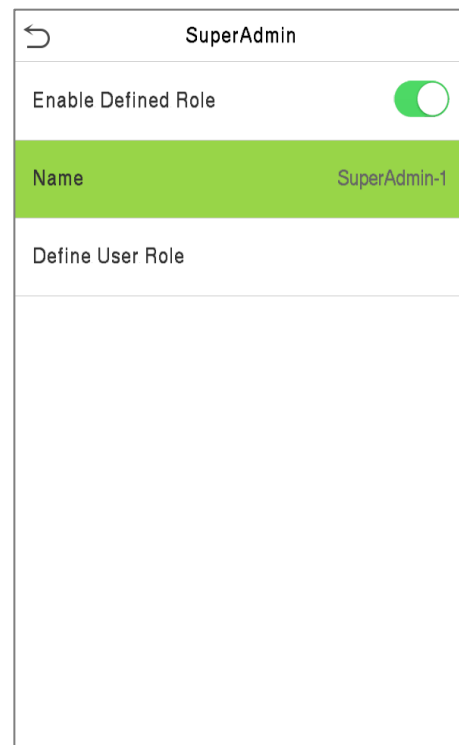 SuperAdmin
Enable Defined Role
Name SuperAdmin-1
Define User Role